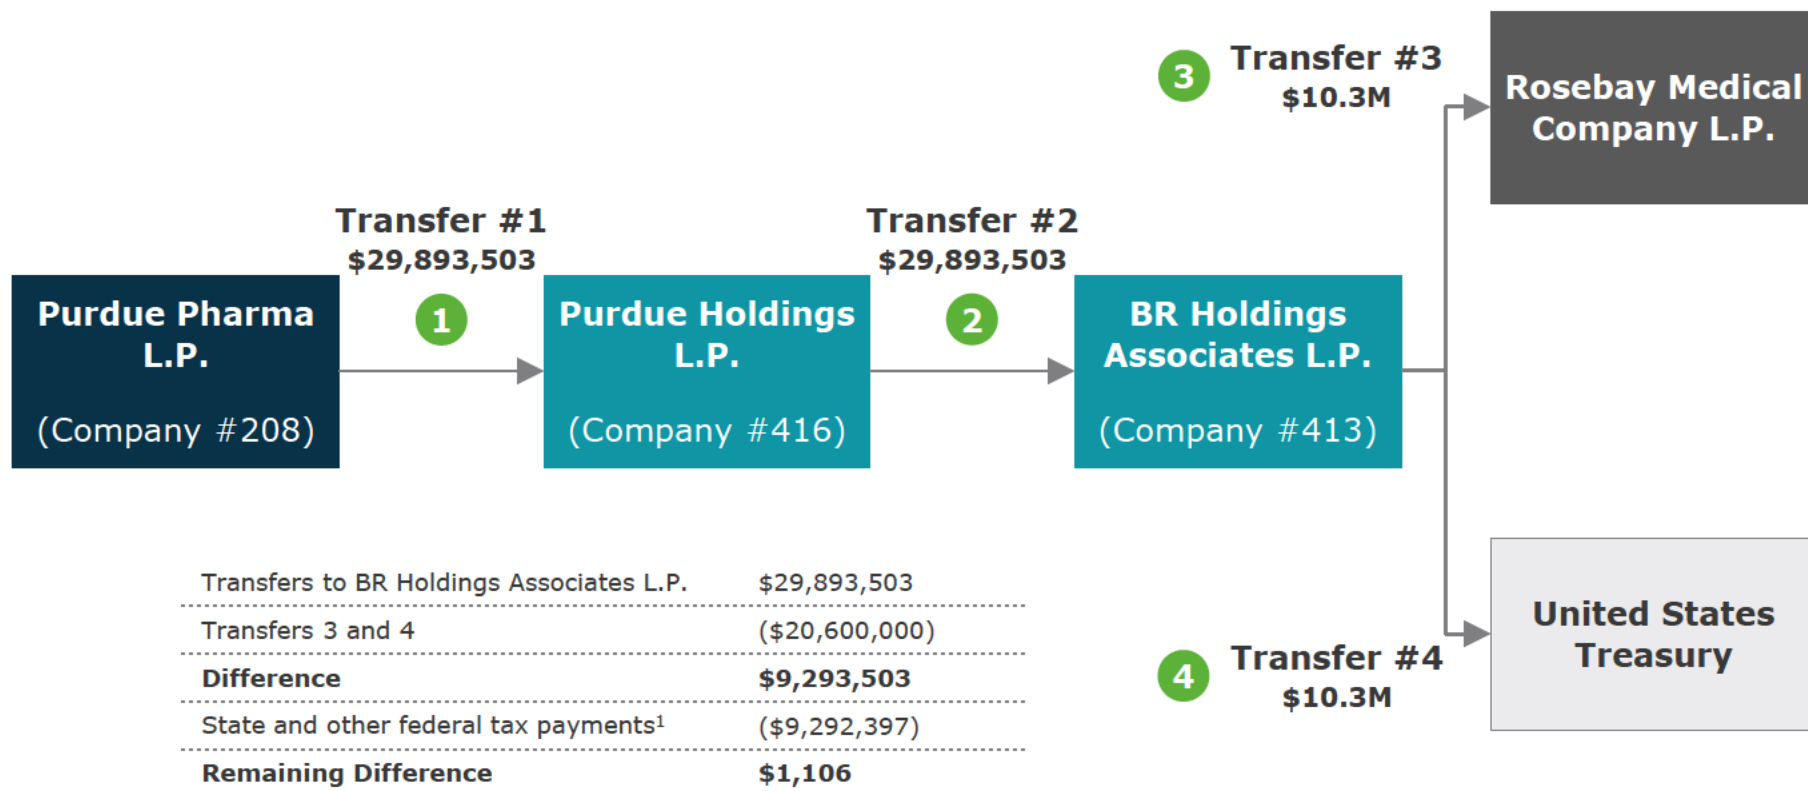 3
Transfer #3
$10.3M
Rosebay Medical
Company L.P.
Transfer #1
$29,893,503
1
Transfer #2
$29,893,503
2
Purdue Pharma
L.P.
(Company #208)
Purdue Holdings
L.P.
(Company #416)
BR Holdings
Associates L.P.
(Company #413)
4
Transfer #4
$10.3M
United States
Treasury
Transfers to BR Holdings Associates L.P. $29,893,503
Transfers 3 and 4 ($20,600,000)
Difference $9,293,503
State and other federal tax payments¹ ($9,292,397)
Remaining Difference $1,106